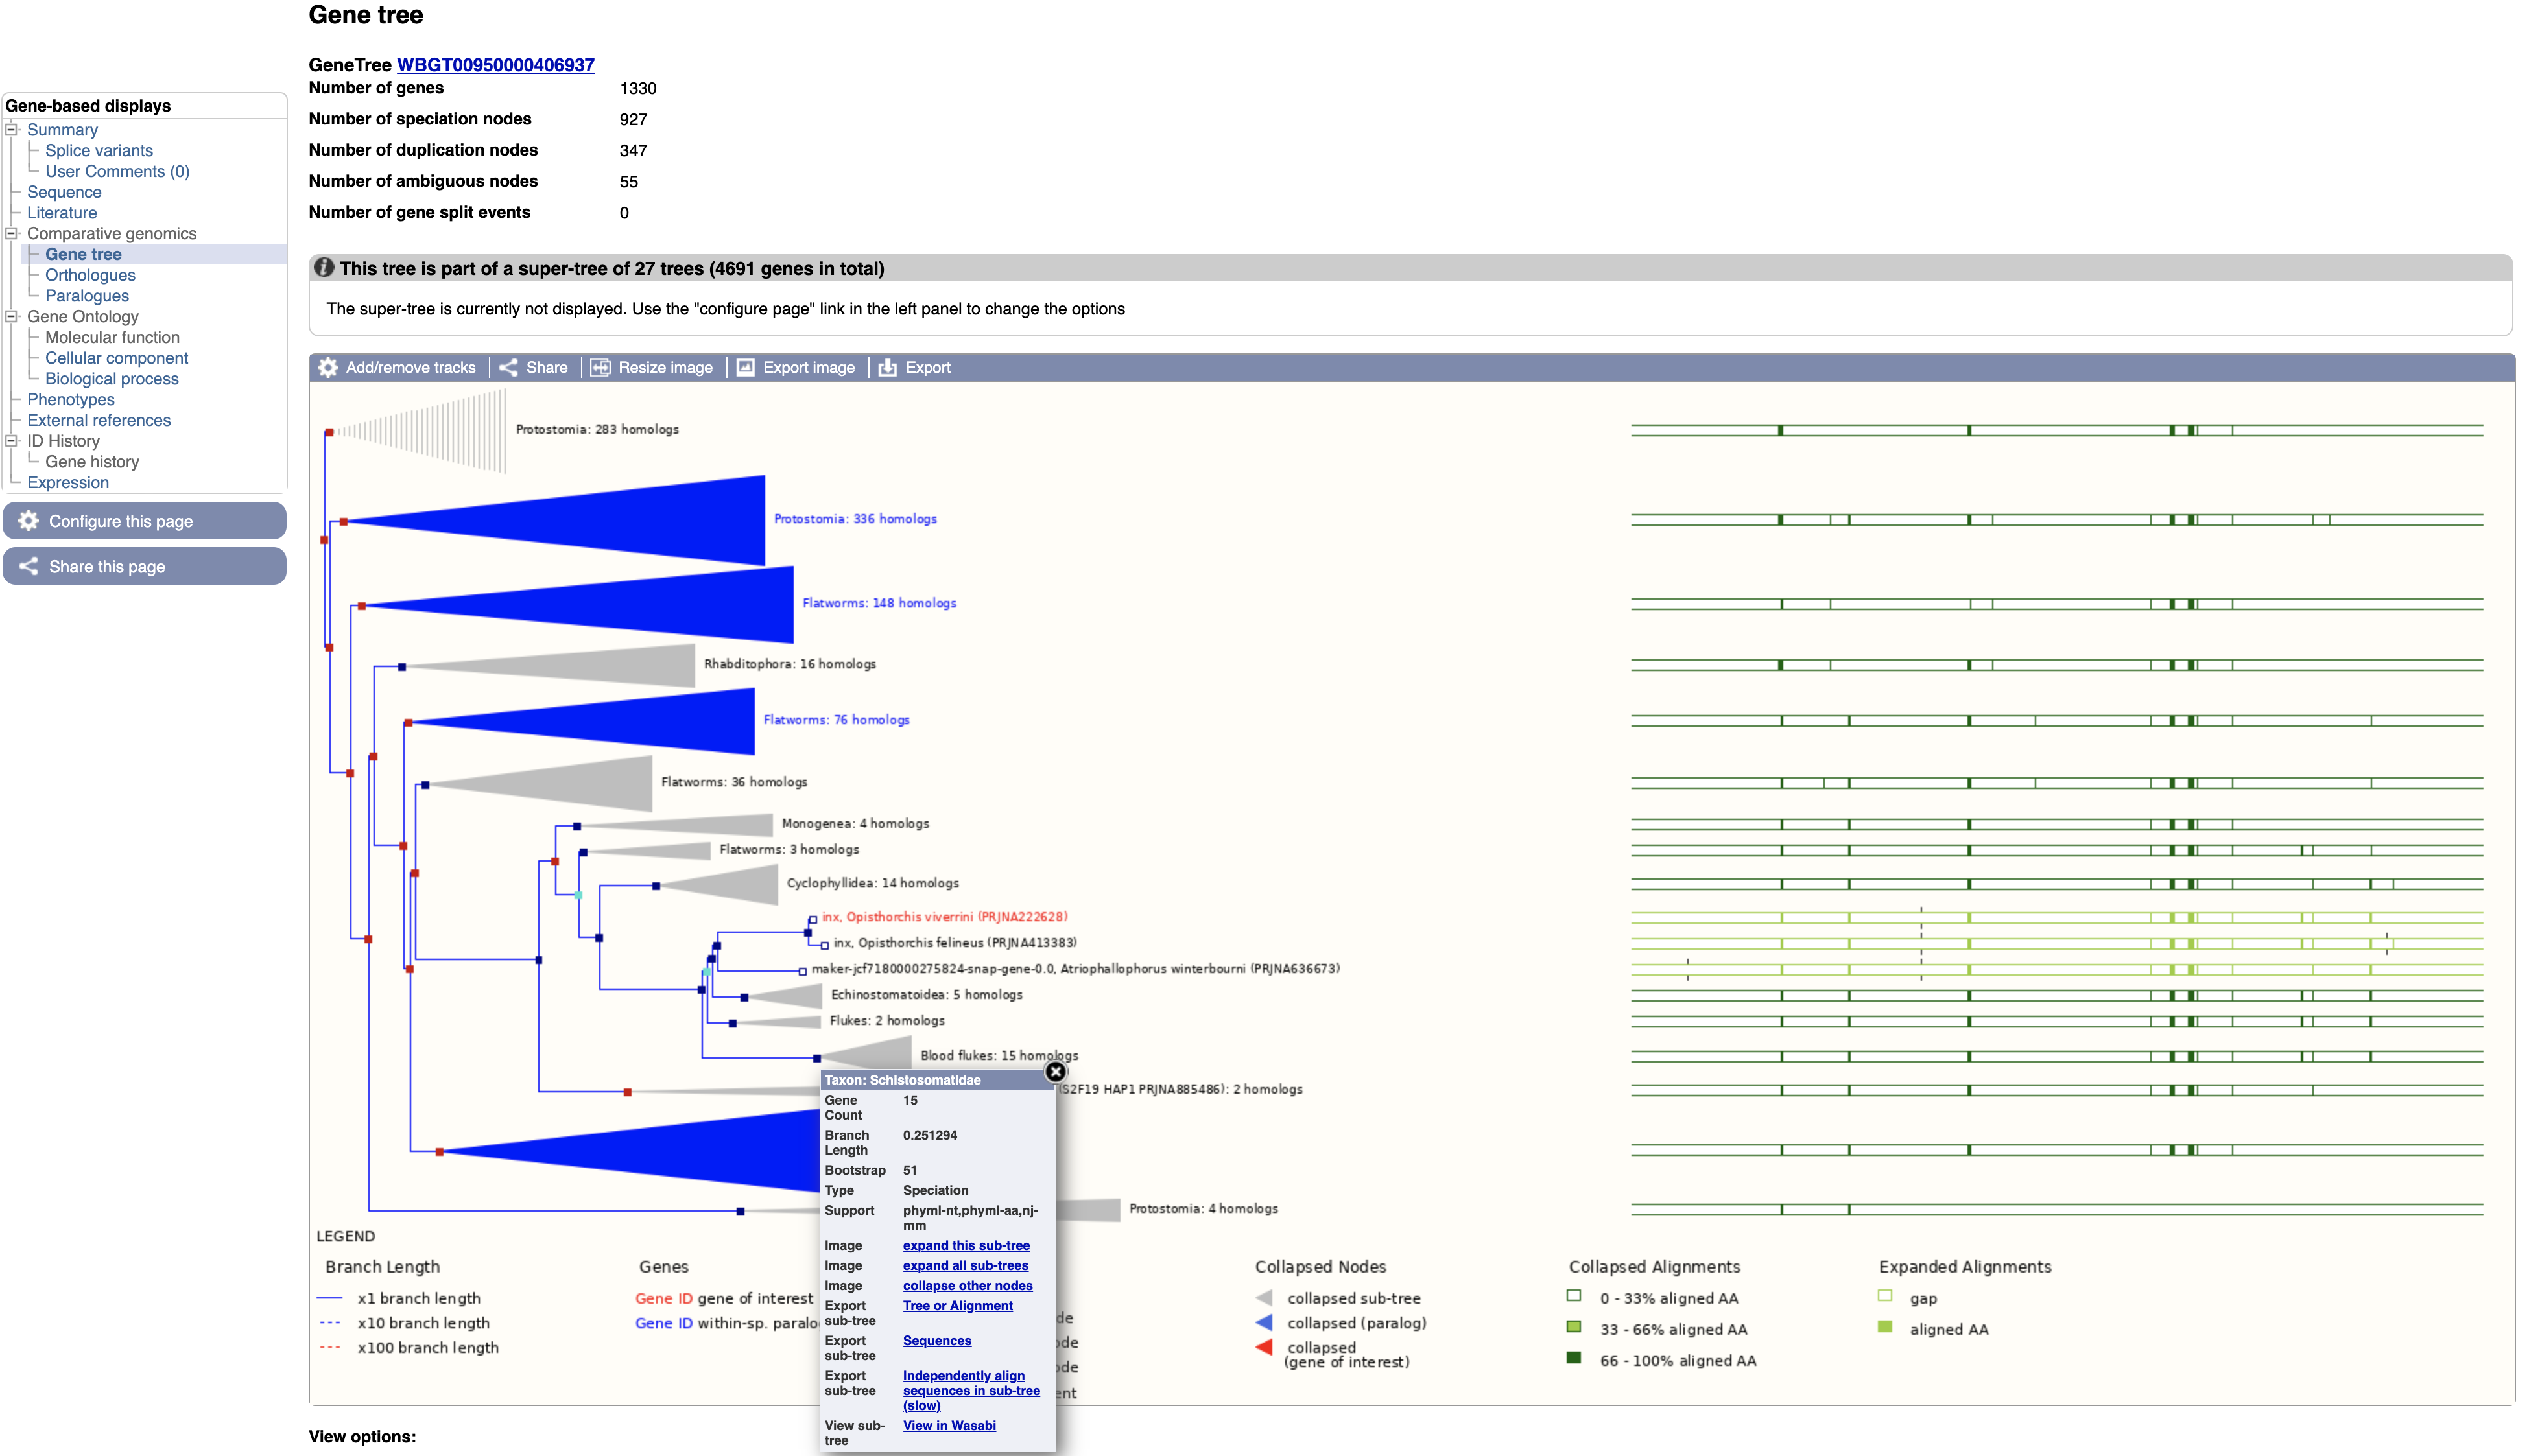 Gene tree
GeneTree WBGT00950000406937
Number of genes 1330
Number of speciation nodes 927
Number of duplication nodes 347
Number of ambiguous nodes 55
Number of gene split events 0
Gene-based displays
Summary
Splice variants
User Comments (0)
Sequence
Literature
Comparative genomics
Gene tree
Orthologues
Paralogues
Gene Ontology
Molecular function
Cellular component
Biological process
Phenotypes
External references
ID History
Gene history
Expression
Configure this page
Share this page
This tree is part of a super-tree of 27 trees (4691 genes in total)
The super-tree is currently not displayed. Use the "configure page" link in the left panel to change the options
Add/remove tracks Share Resize image Export image Export
Protostomia: 283 homologs
Protostomia: 336 homologs
Flatworms: 148 homologs
Rhabditophora: 16 homologs
Flatworms: 76 homologs
Flatworms: 36 homologs
Monogenea: 4 homologs
Flatworms: 3 homologs
Cyclophyllidea: 14 homologs
inx, Opisthorchis viverrini (PRJNA222628)
inx, Opisthorchis felineus (PRJNA413383)
maker-jcf7180000275824-snap-gene-0.0, Atriophallophorus winterbourni (PRJNA636673)
Echinostomatoidea: 5 homologs
Flukes: 2 homologs
Blood flukes: 15 homologs
(S2F19 HAP1 PRJNA885486): 2 homologs
Protostomia: 4 homologs
Taxon: Schistosomatidae
Gene Count 15
Branch Length 0.251294
Bootstrap 51
Type Speciation
Support phyml-nt,phyml-aa,nj-
mm
Image expand this sub-tree
Image expand all sub-trees
Image collapse other nodes
Export sub-tree Tree or Alignment
Export sub-tree Sequences
Export sub-tree Independently align
sequences in sub-tree
(slow)
View sub-tree View in Wasabi
LEGEND
Branch Length
x1 branch length
x10 branch length
x100 branch length
Genes
Gene ID gene of interest
Gene ID within-sp. paralo
de
ode
ode
ent
Collapsed Nodes
collapsed sub-tree
collapsed (paralog)
collapsed
(gene of interest)
Collapsed Alignments
0 - 33% aligned AA
33 - 66% aligned AA
66 - 100% aligned AA
Expanded Alignments
gap
aligned AA
View options: